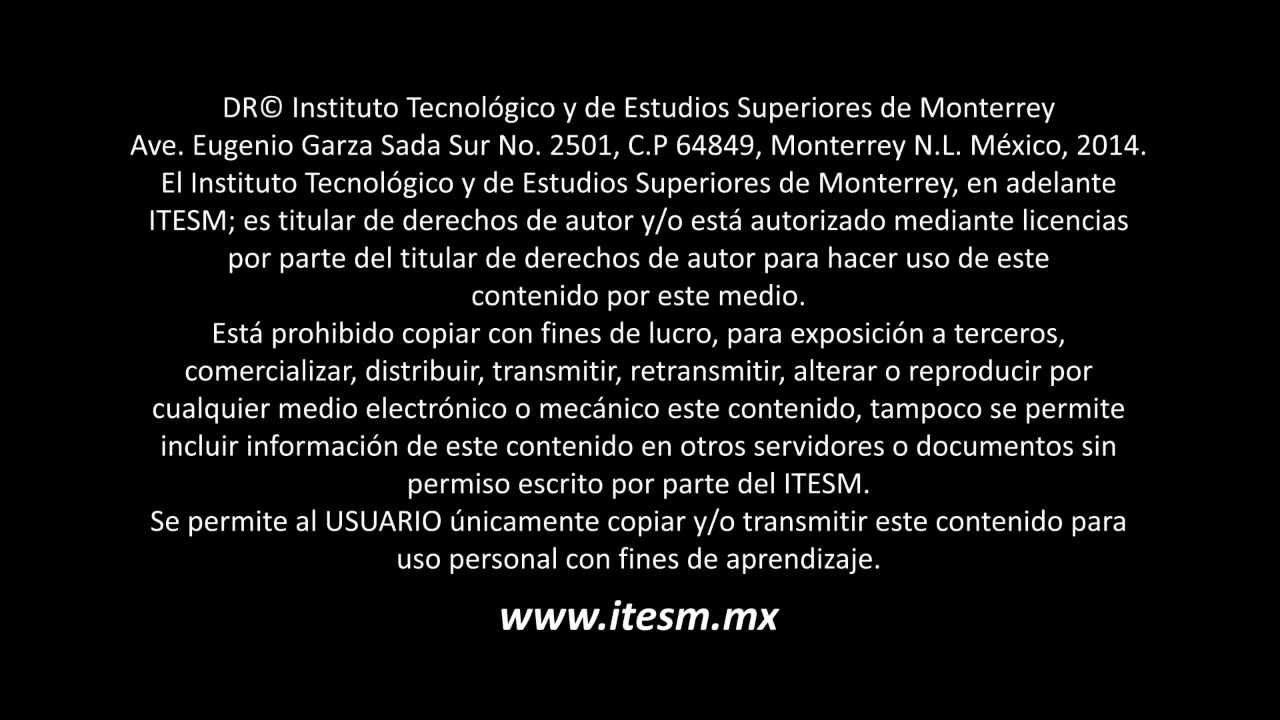 DR© Instituto Tecnológico y de Estudios Superiores de Monterrey
Ave. Eugenio Garza Sada Sur No. 2501, C.P 64849, Monterrey N.L. México, 2014.
El Instituto Tecnológico y de Estudios Superiores de Monterrey, en adelante
ITESM; es titular de derechos de autor y/o está autorizado mediante licencias
por parte del titular de derechos de autor para hacer uso de este
contenido por este medio.
Está prohibido copiar con fines de lucro, para exposición a terceros,
comercializar, distribuir, transmitir, retransmitir, alterar o reproducir por
cualquier medio electrónico o mecánico este contenido, tampoco se permite
incluir información de este contenido en otros servidores o documentos sin
permiso escrito por parte del ITESM.
Se permite al USUARIO únicamente copiar y/o transmitir este contenido para
uso personal con fines de aprendizaje.
www.itesm.mx